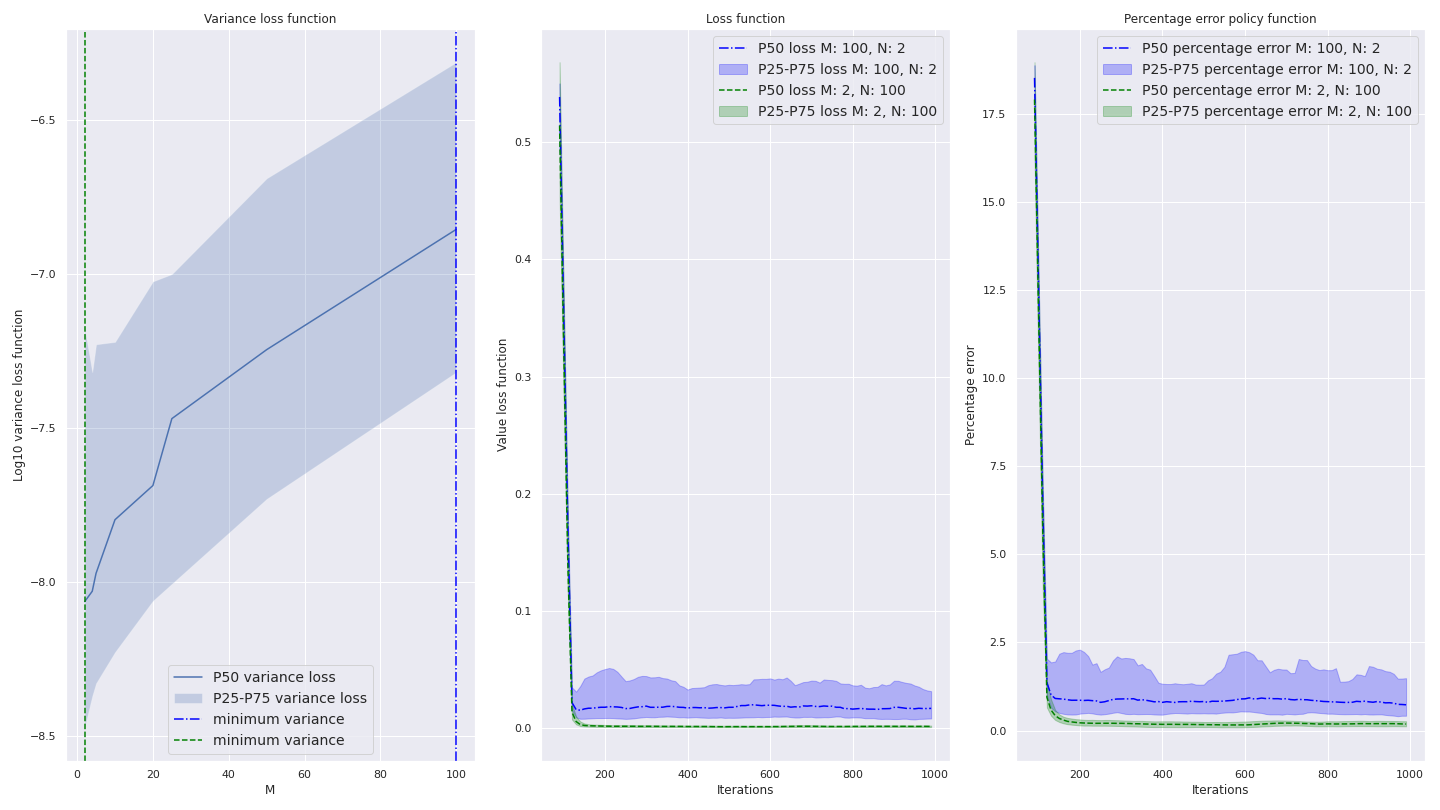 Variance loss function
Log10 variance loss function
−6.5
−7.0
−7.5
−8.0
−8.5
0
20
40
60
80
100
M
P50 variance loss
P25-P75 variance loss
minimum variance
minimum variance
Loss function
Value loss function
0.5
0.4
0.3
0.2
0.1
0.0
200
400
600
800
1000
Iterations
P50 loss M: 100, N: 2
P25-P75 loss M: 100, N: 2
P50 loss M: 2, N: 100
P25-P75 loss M: 2, N: 100
Percentage error policy function
Percentage error
17.5
15.0
12.5
10.0
7.5
5.0
2.5
0.0
200
400
600
800
1000
Iterations
P50 percentage error M: 100, N: 2
P25-P75 percentage error M: 100, N: 2
P50 percentage error M: 2, N: 100
P25-P75 percentage error M: 2, N: 100